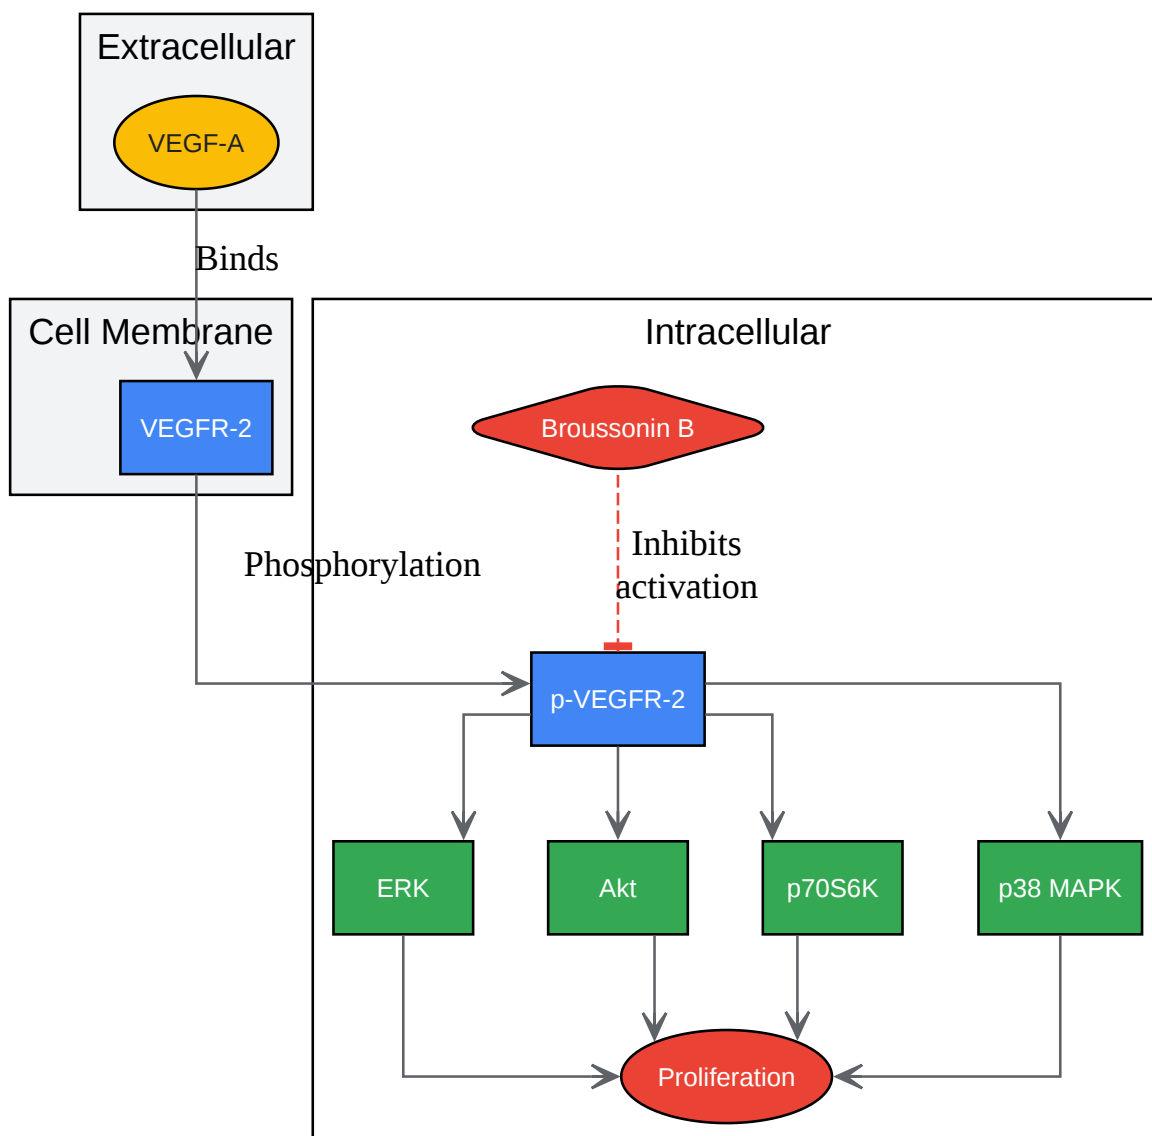 Extracellular
VEGF-A
Binds
Cell Membrane
VEGFR-2
Intracellular
Broussonin B
Phosphorylation
Inhibits
activation
p-VEGFR-2
ERK
Akt
p70S6K
p38 MAPK
Proliferation